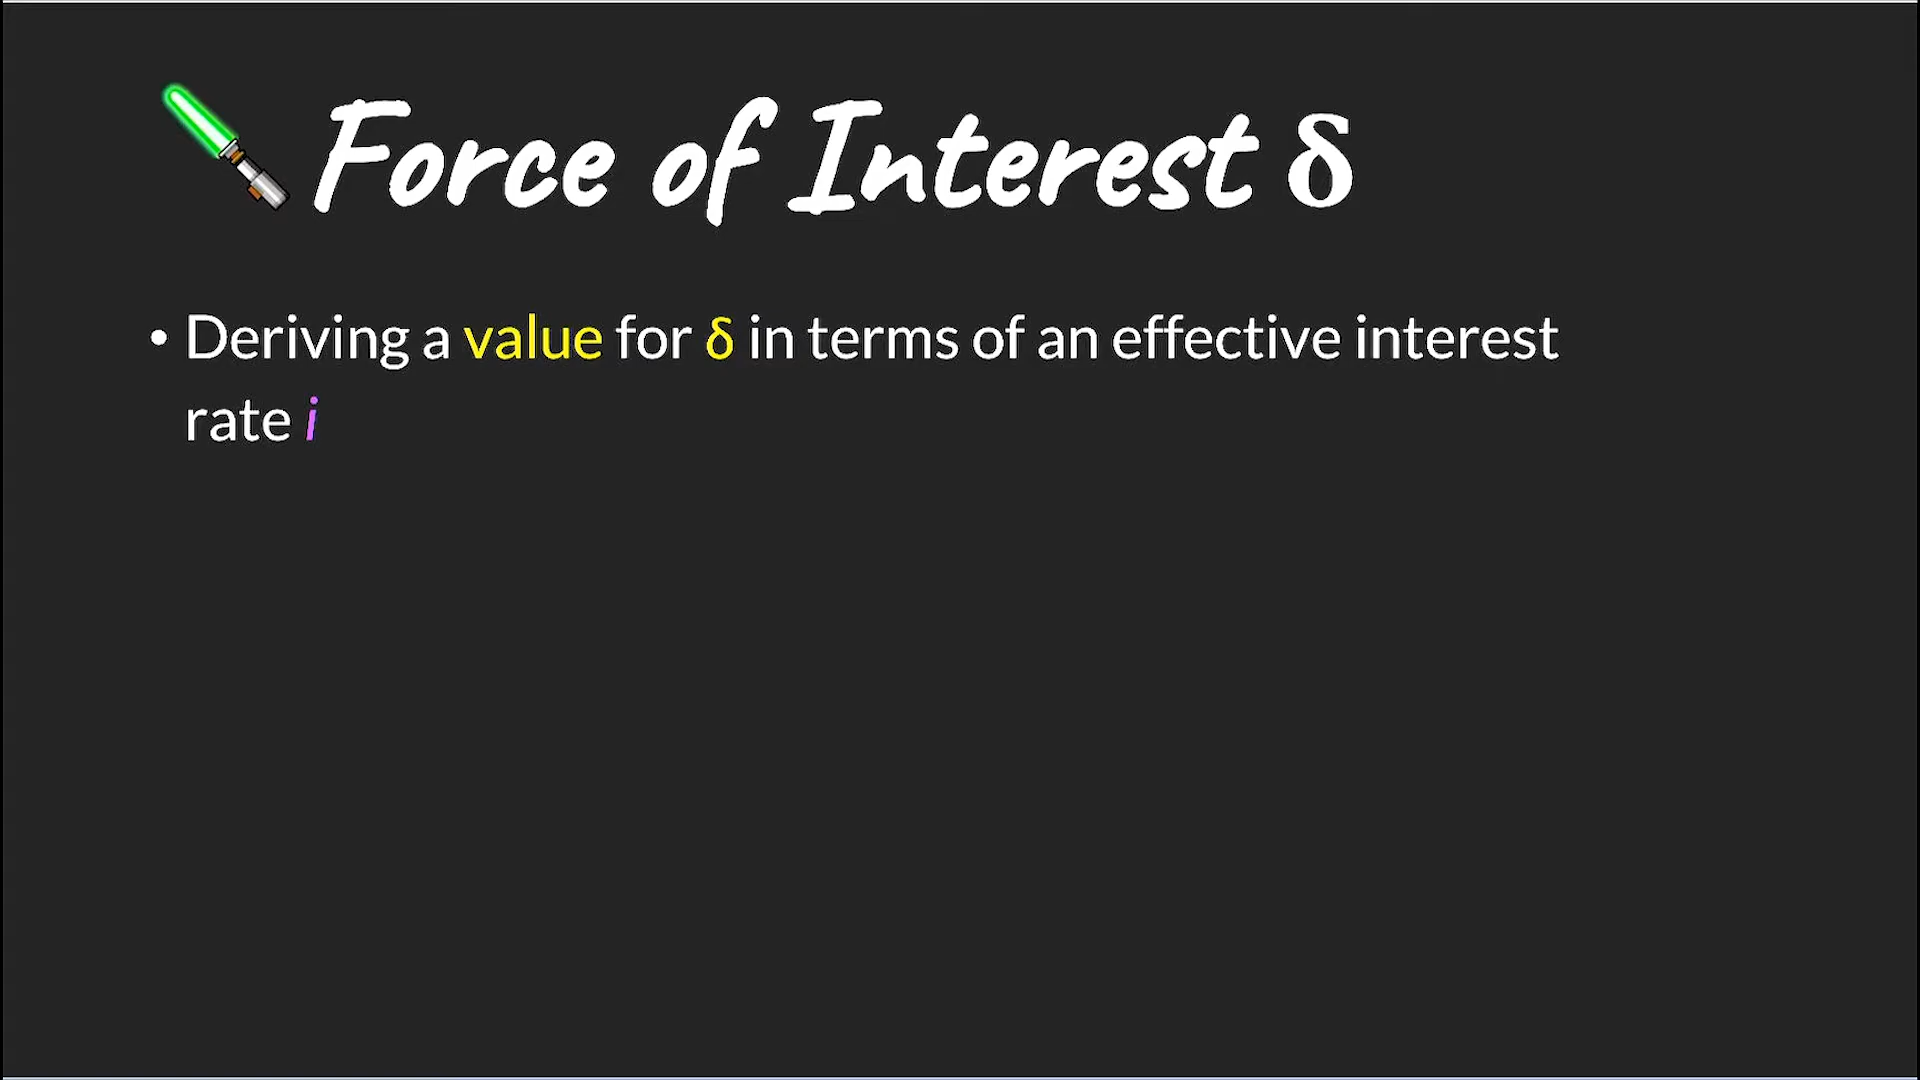 Force of Interest δ
• Deriving a value for δ in terms of an effective interest
rate i